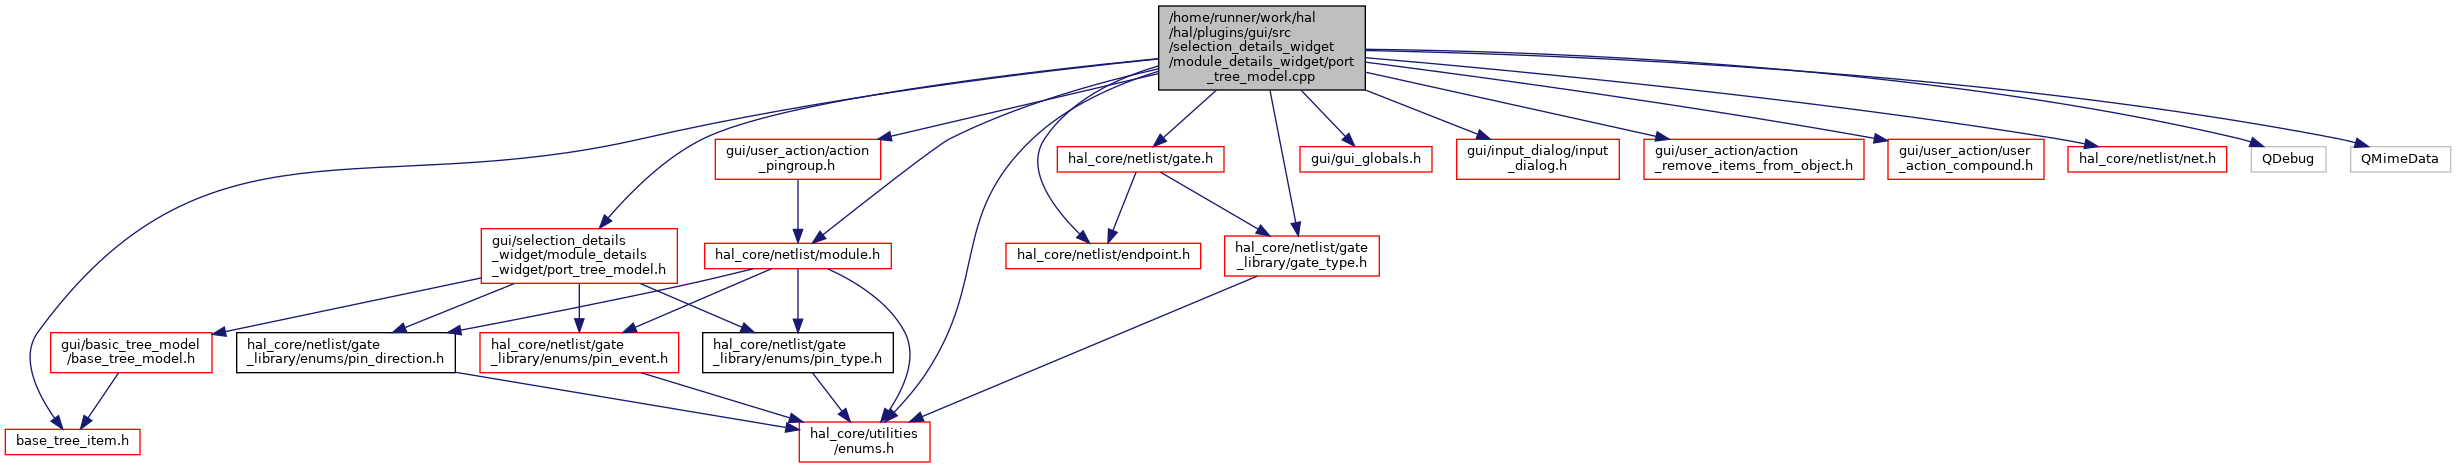 /home/runner/work/hal
/hal/plugins/gui/src
/selection_details_widget
/module_details_widget/port
_tree_model.cpp
gui/user_action/action
_pingroup.h
hal_core/netlist/gate.h
gui/gui_globals.h
gui/input_dialog/input
_dialog.h
gui/user_action/action
_remove_items_from_object.h
gui/user_action/user
_action_compound.h
hal_core/netlist/net.h
QDebug
QMimeData
gui/selection_details
_widget/module_details
_widget/port_tree_model.h
hal_core/netlist/module.h
hal_core/netlist/endpoint.h
hal_core/netlist/gate
_library/gate_type.h
gui/basic_tree_model
/base_tree_model.h
hal_core/netlist/gate
_library/enums/pin_direction.h
hal_core/netlist/gate
_library/enums/pin_event.h
hal_core/netlist/gate
_library/enums/pin_type.h
base_tree_item.h
hal_core/utilities
/enums.h